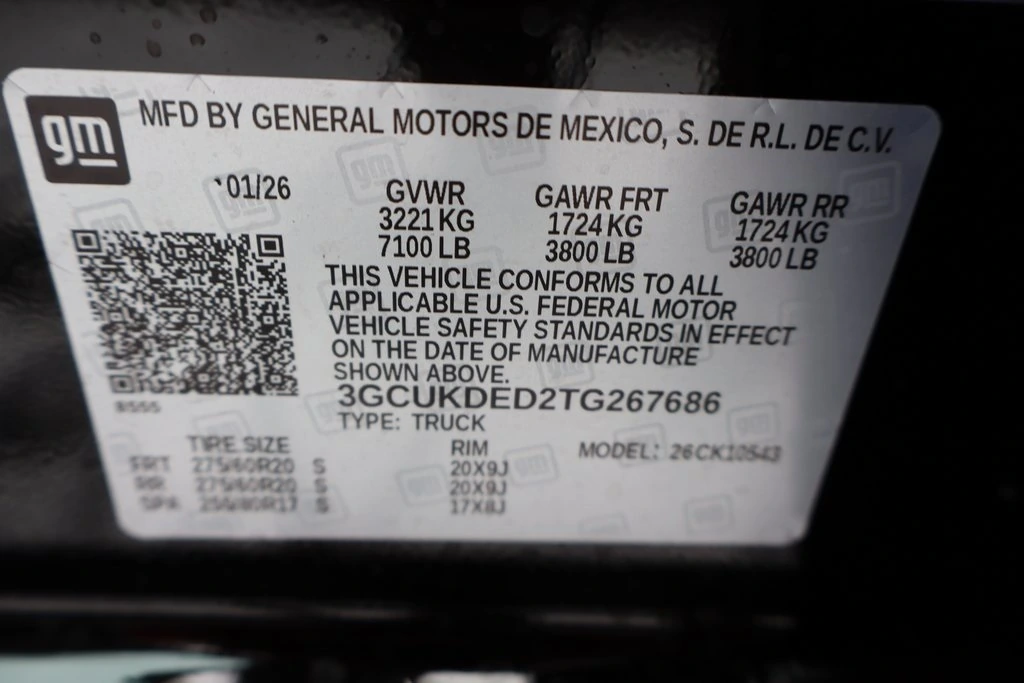 gm
MFD BY GENERAL MOTORS DE MEXICO, S. DE R.L. DE C.V.
01/26
GVWR GAWR FRT GAWR RR
3221 KG 1724 KG 1724 KG
7100 LB 3800 LB 3800 LB
THIS VEHICLE CONFORMS TO ALL
APPLICABLE U.S. FEDERAL MOTOR
VEHICLE SAFETY STANDARDS IN EFFECT
ON THE DATE OF MANUFACTURE
SHOWN ABOVE.
3GCUKDED2TG267686
TYPE: TRUCK
TIRE SIZE RIM MODEL: 26CK10543
FRT 275/60R20 S 20X9J
RR 275/60R20 S 20X9J
SPA 255/80R17 S 17X8J